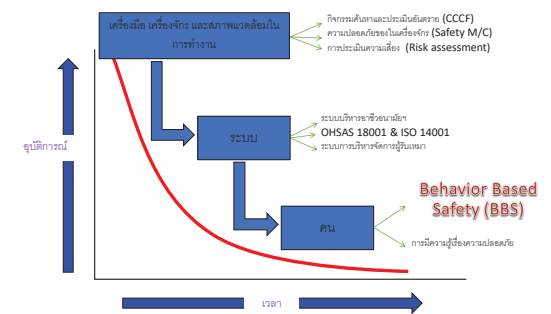 เครื่องมือ เครื่องจักร และสภาพแวดล้อมใน
การทำงาน
กิจกรรมค้นหาและประเมินอันตราย (CCCF)
ความปลอดภัยของในเครื่องจักร (Safety M/C)
การประเมินความเสี่ยง (Risk assessment)
ระบบ
ระบบบริหารอาชีวอนามัยฯ
OHSAS 18001 & ISO 14001
ระบบการบริหารจัดการผู้รับเหมา
อุบัติการณ์
คน
Behavior Based
Safety (BBS)
การมีความรู้เรื่องความปลอดภัย
เวลา